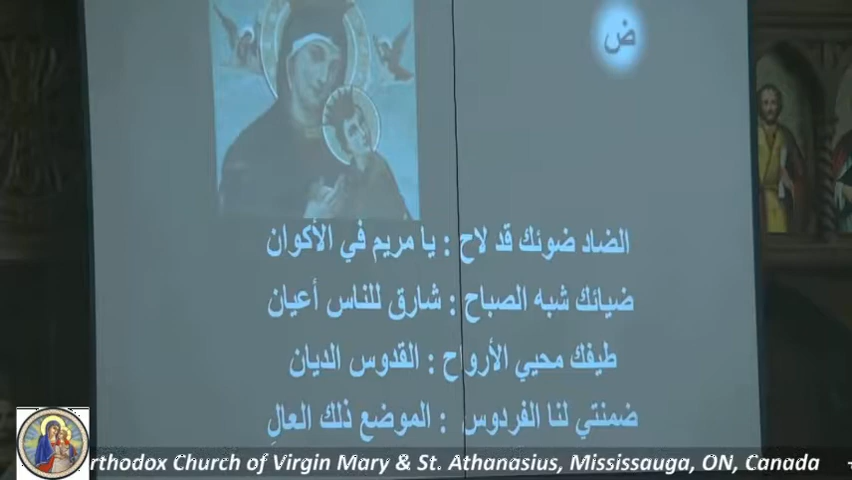 ض
الضاد ضوئك قد لاح : يا مريم في الأكوان
ضيائك شبه الصباح : شارق للناس أعيان
طيفك محيي الأرواح : القدوس الديان
ضمنتي لنا الفردوس : الموضع ذلك العالِ
rthodox Church of Virgin Mary & St. Athanasius, Mississauga, ON, Canada